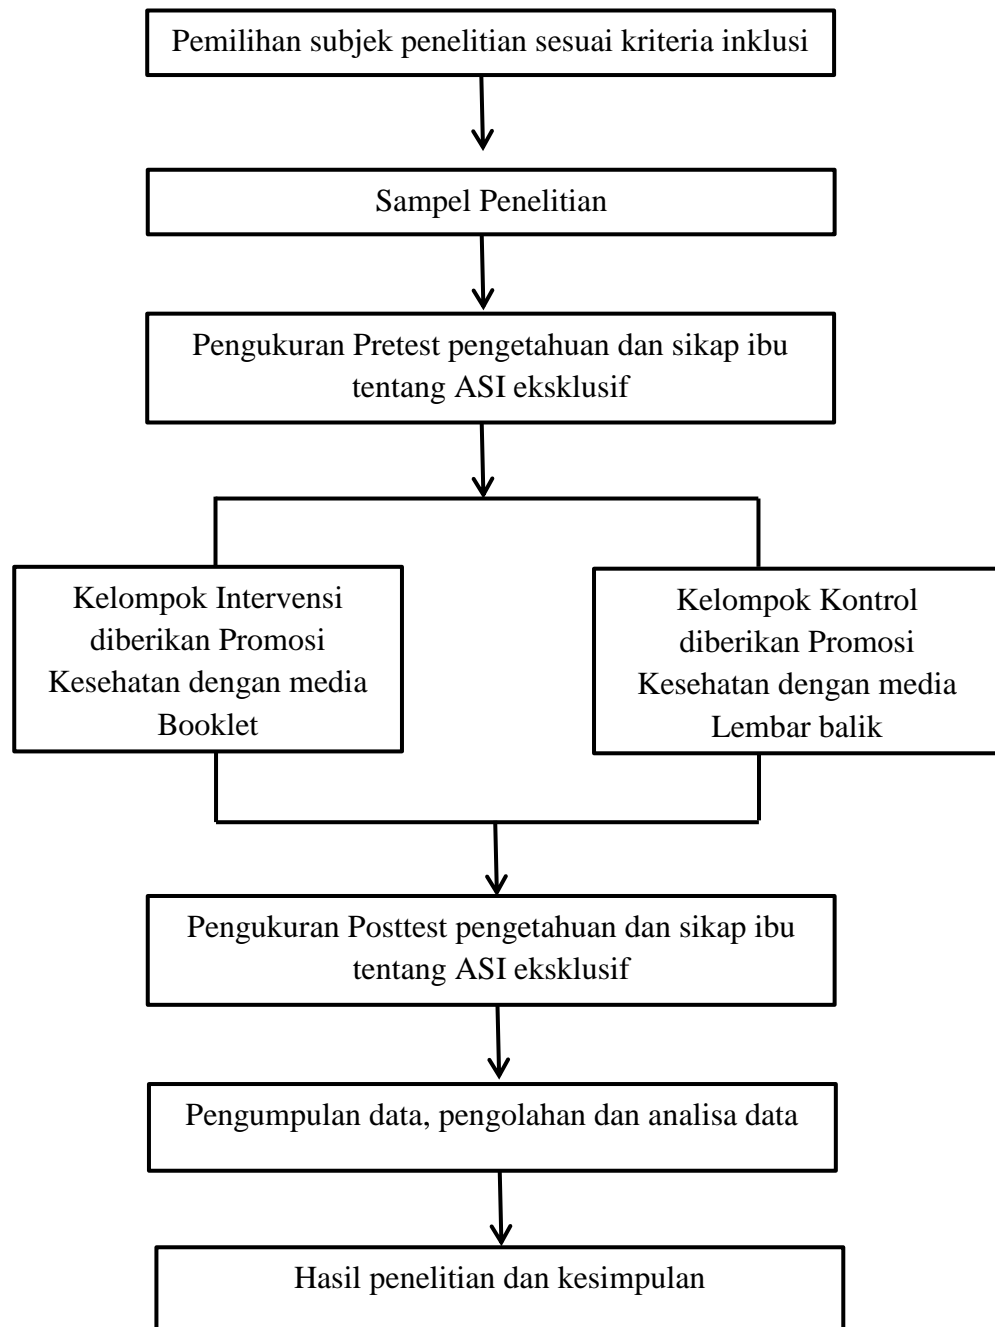 Pemilihan subjek penelitian sesuai kriteria inklusi
Sampel Penelitian
Pengukuran Pretest pengetahuan dan sikap ibu
tentang ASI eksklusif
Kelompok Intervensi
diberikan Promosi
Kesehatan dengan media
Booklet
Kelompok Kontrol
diberikan Promosi
Kesehatan dengan media
Lembar balik
Pengukuran Posttest pengetahuan dan sikap ibu
tentang ASI eksklusif
Pengumpulan data, pengolahan dan analisa data
Hasil penelitian dan kesimpulan